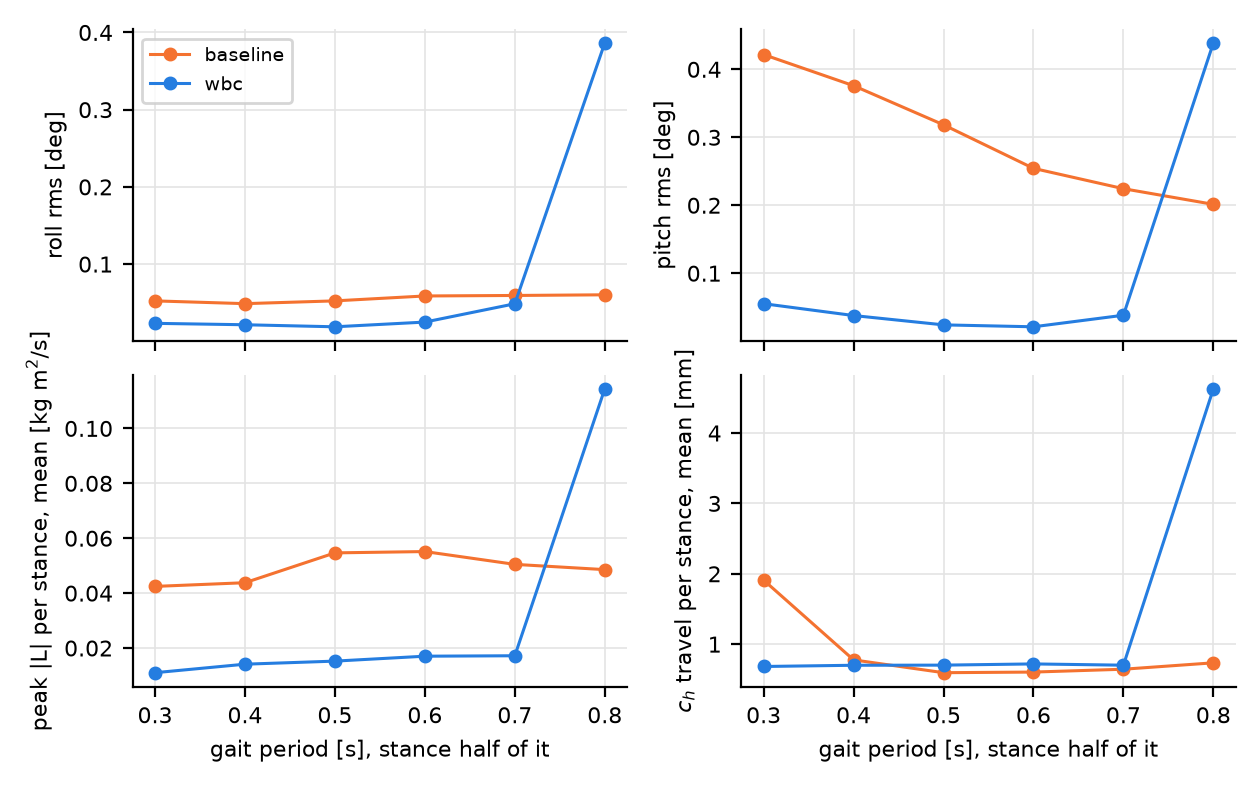 baseline
wbc
roll rms [deg]
0.4
0.3
0.2
0.1
pitch rms [deg]
0.4
0.3
0.2
0.1
peak |L| per stance, mean [kg m²/s]
0.10
0.08
0.06
0.04
0.02
0.3 0.4 0.5 0.6 0.7 0.8
gait period [s], stance half of it
c_h travel per stance, mean [mm]
4
3
2
1
0.3 0.4 0.5 0.6 0.7 0.8
gait period [s], stance half of it